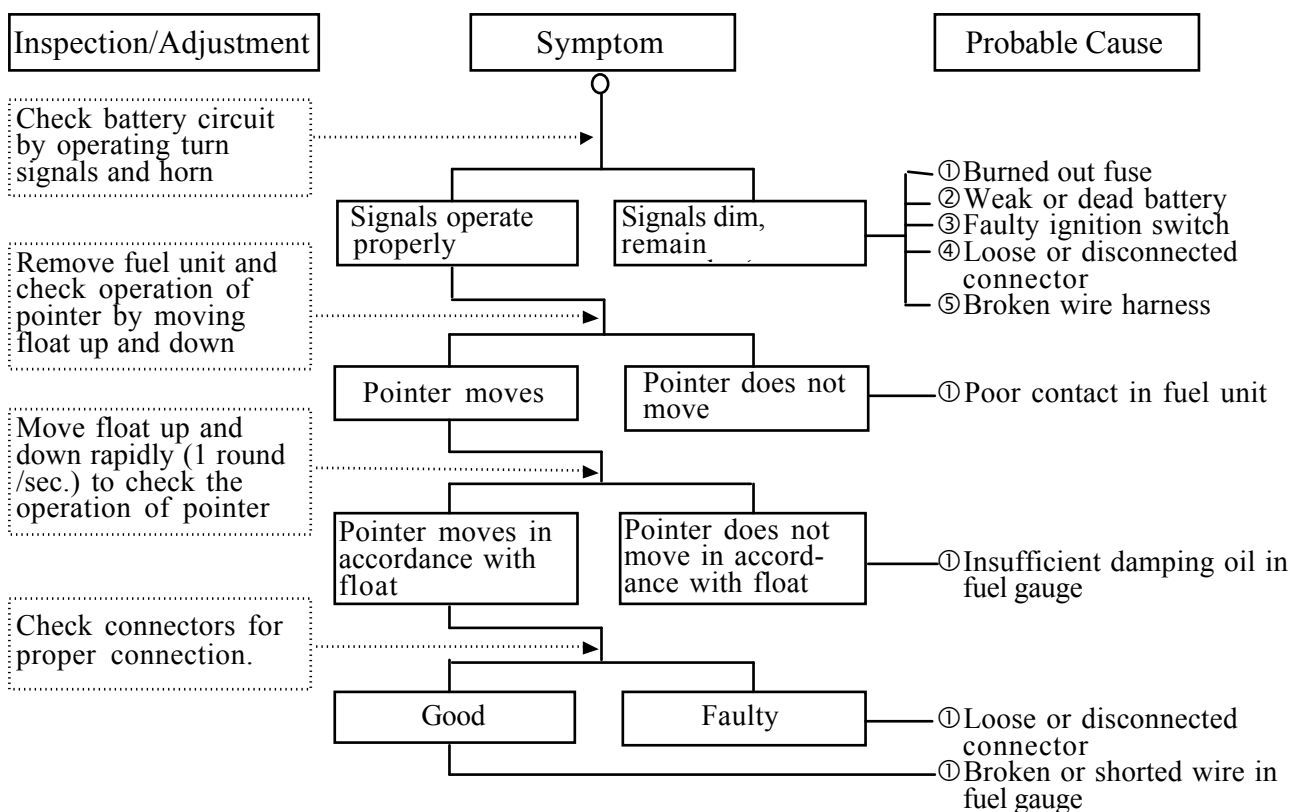 Inspection/Adjustment
Symptom
Probable Cause
Check battery circuit
by operating turn
signals and horn
Signals operate
properly
Signals dim,
remain
①Burned out fuse
②Weak or dead battery
③Faulty ignition switch
④Loose or disconnected
connector
⑤Broken wire harness
Remove fuel unit and
check operation of
pointer by moving
float up and down
Pointer moves
Pointer does not
move
①Poor contact in fuel unit
Move float up and
down rapidly (1 round
/sec.) to check the
operation of pointer
Pointer moves in
accordance with
float
Pointer does not
move in accord-
ance with float
①Insufficient damping oil in
fuel gauge
Check connectors for
proper connection.
Good
Faulty
①Loose or disconnected
connector
①Broken or shorted wire in
fuel gauge